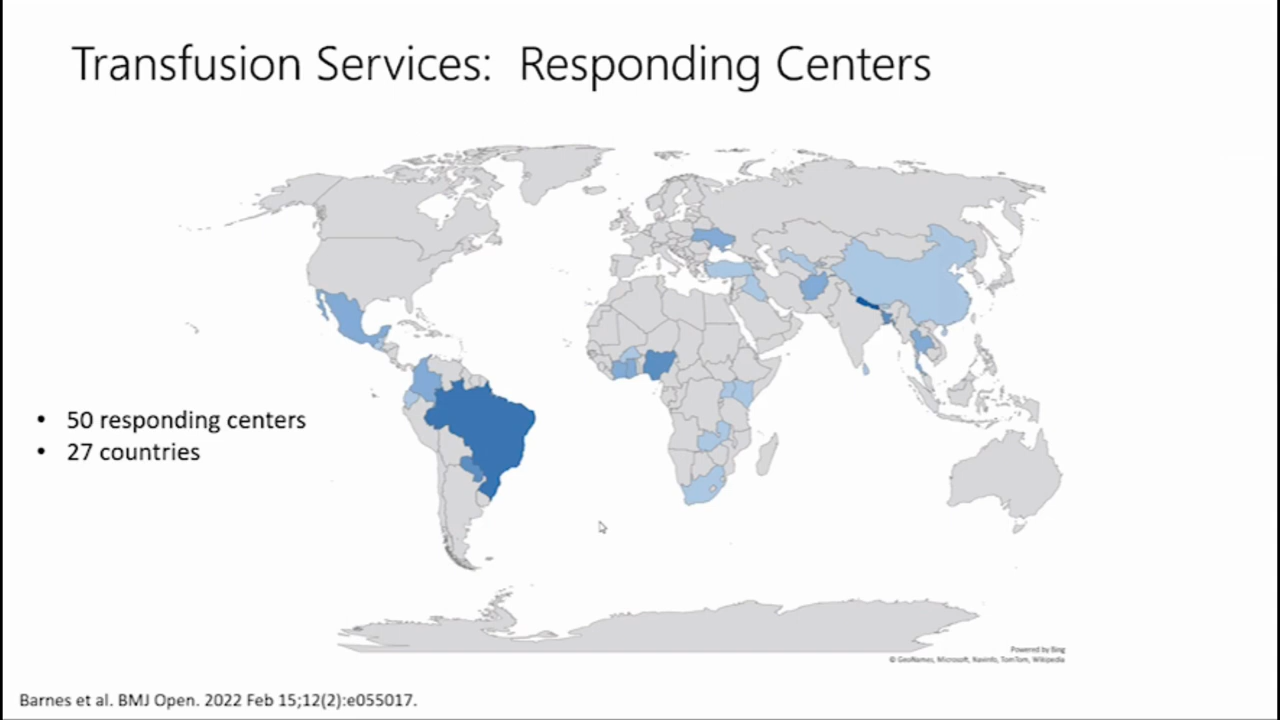 Transfusion Services:  Responding Centers
• 50 responding centers
• 27 countries
Powered by Bing
© GeoNames, Microsoft, Navinfo, TomTom, Wikipedia
Barnes et al. BMJ Open. 2022 Feb 15;12(2):e055017.